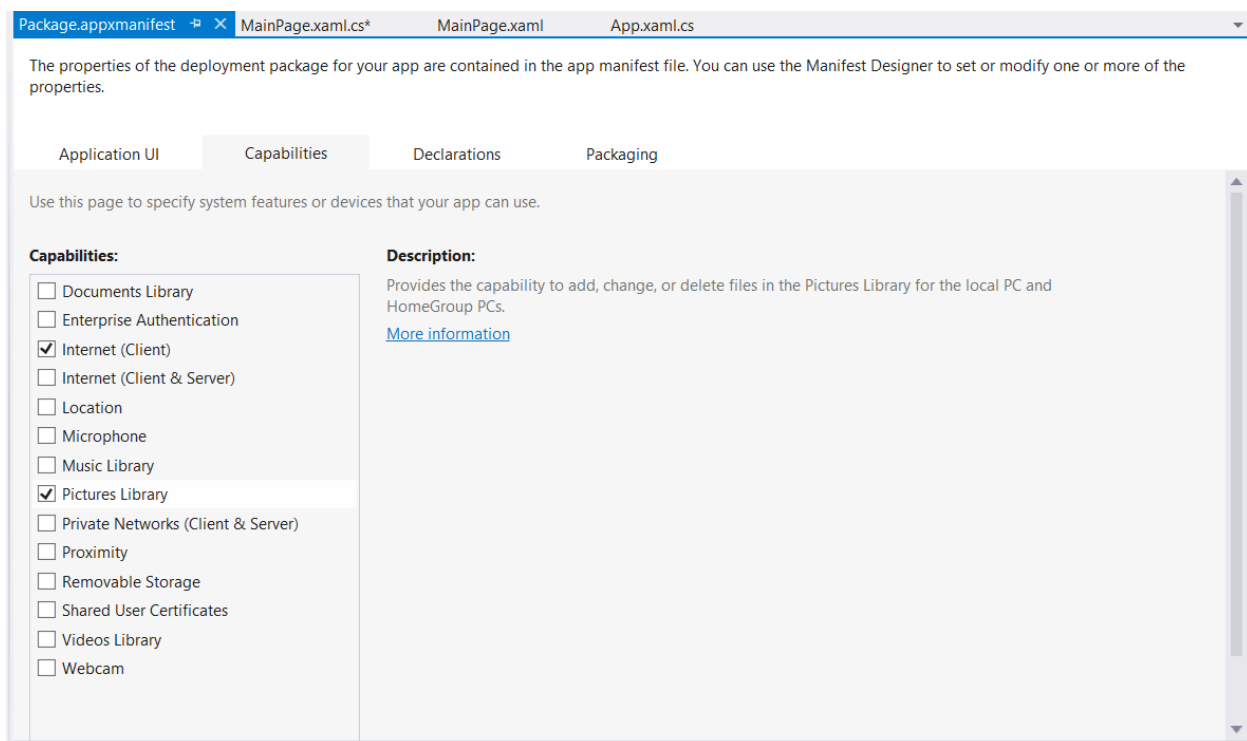 Package.appxmanifest MainPage.xaml.cs* MainPage.xaml App.xaml.cs
The properties of the deployment package for your app are contained in the app manifest file. You can use the Manifest Designer to set or modify one or more of the
properties.
Application UI Capabilities Declarations Packaging
Use this page to specify system features or devices that your app can use.
Capabilities:
Documents Library
Enterprise Authentication
Internet (Client)
Internet (Client & Server)
Location
Microphone
Music Library
Pictures Library
Private Networks (Client & Server)
Proximity
Removable Storage
Shared User Certificates
Videos Library
Webcam
Description:
Provides the capability to add, change, or delete files in the Pictures Library for the local PC and
HomeGroup PCs.
More information